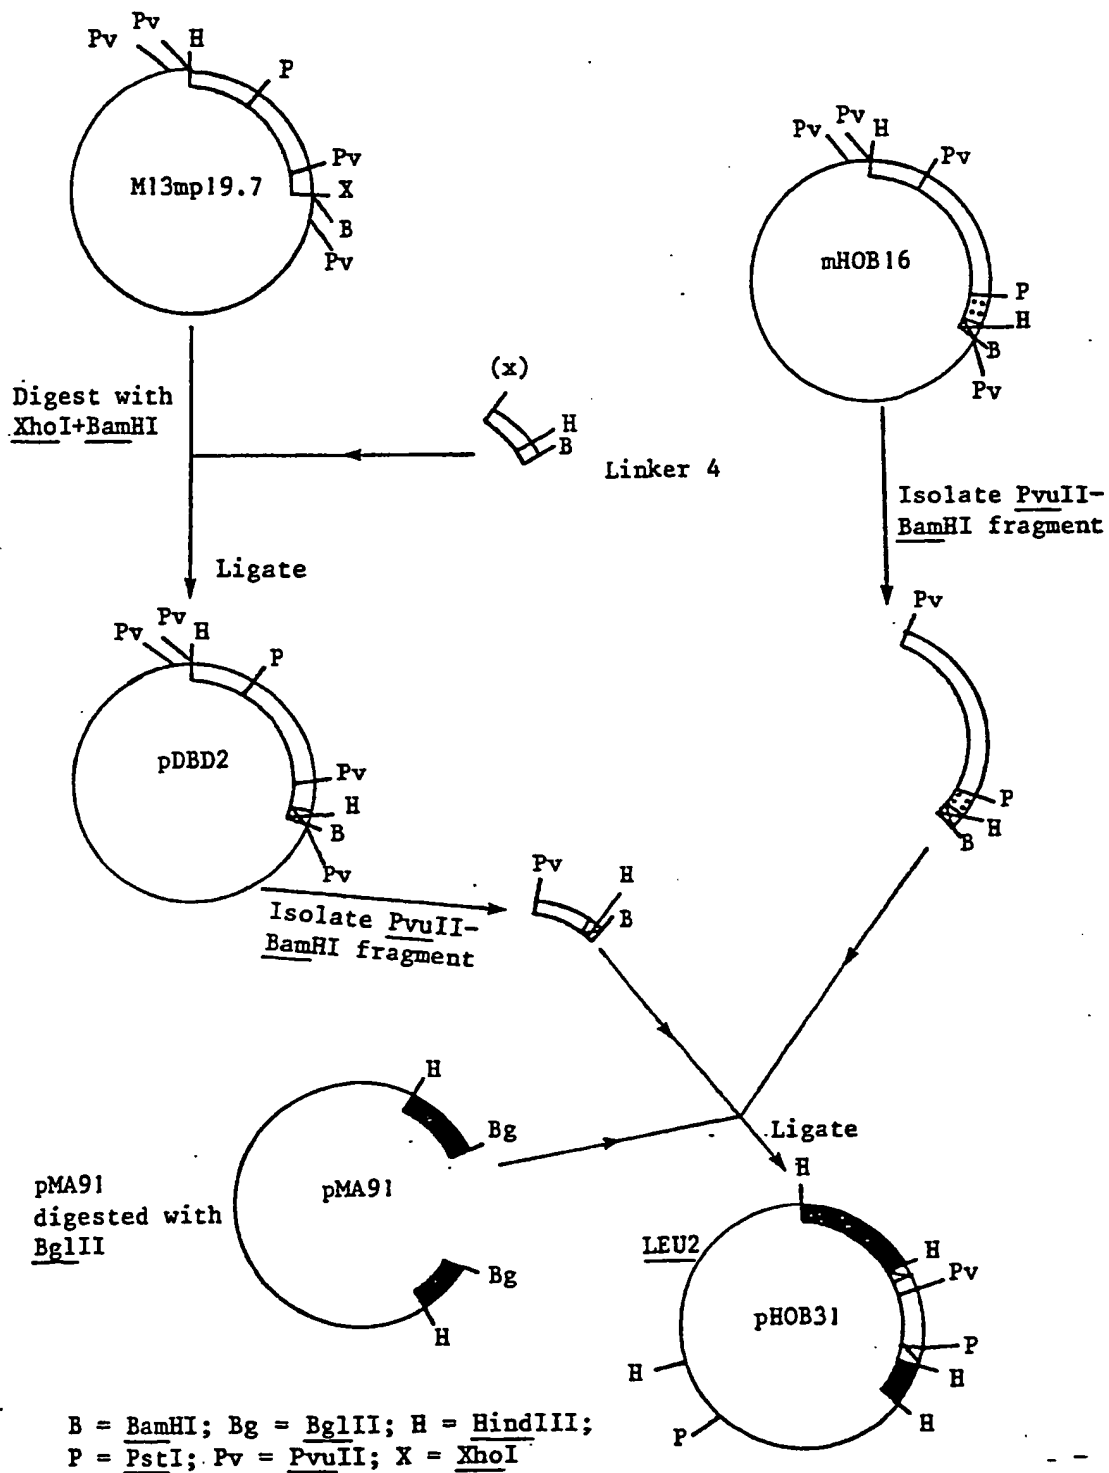 Pv
Pv
H
P
Pv
X
B
Pv
M13mp19.7
Pv
Pv
H
Pv
P
H
B
Pv
mHOB16
Digest with
XhoI+BamHI
(x)
H
B
Linker 4
Isolate PvuII-
BamHI fragment
Ligate
Pv
Pv
H
P
Pv
H
B
Pv
pDBD2
Pv
P
H
B
Isolate PvuII-
BamHI fragment
Pv
H
B
pMA91
digested with
BglII
H
Bg
pMA91
Bg
H
Ligate
H
LEU2
H
Pv
pHOB31
P
H
H
H
P
B = BamHI; Bg = BglII; H = HindIII;
P = PstI; Pv = PvuII; X = XhoI